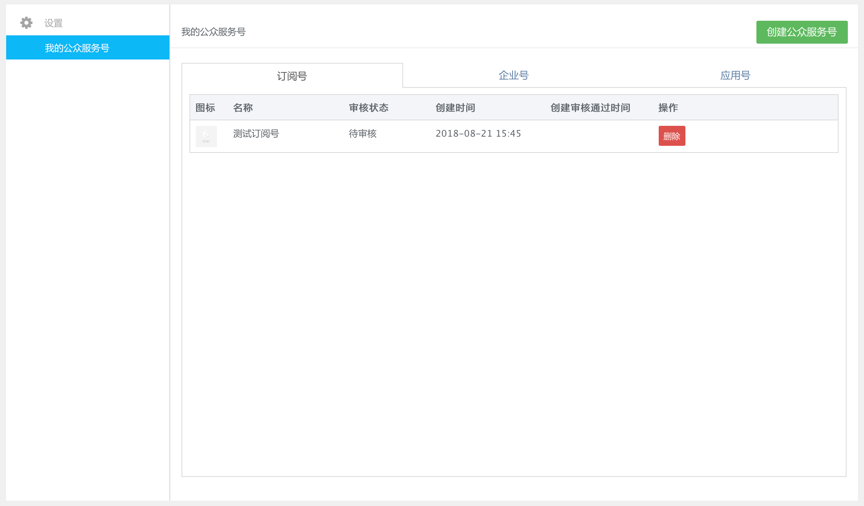 设置
我的公众服务号
我的公众服务号
创建公众服务号
订阅号 企业号 应用号
图标 名称 审核状态 创建时间 创建审核通过时间 操作
测试订阅号 待审核 2018-08-21 15:45 删除